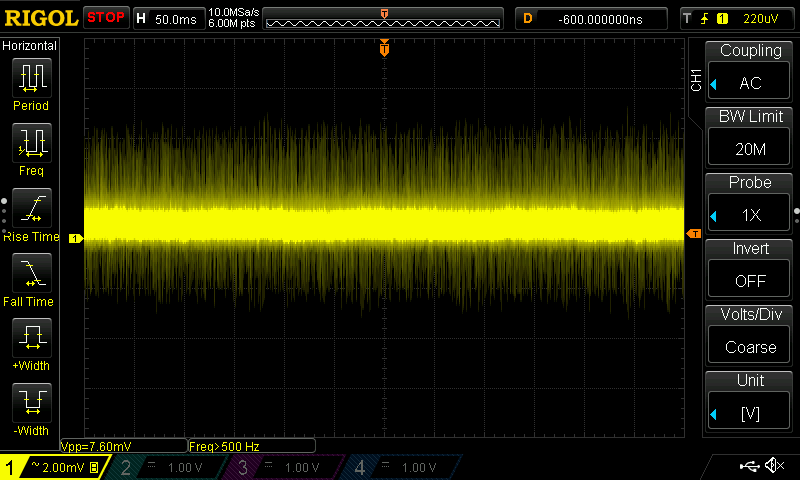 RIGOL STOP H 50.0ms 10.0MSa/s D -600.000000ns T 1 220uV
6.00M pts
T
Horizontal
Period
Freq
Rise Time
Fall Time
+Width
-Width
T
1
T
CH1
Coupling
AC
BW Limit
20M
Probe
1X
Invert
OFF
Volts/Div
Coarse
Unit
[V]
Vpp=7.60mV Freq>500 Hz
1 ~ 2.00mV B 2 1.00 V 3 1.00 V 4 1.00 V